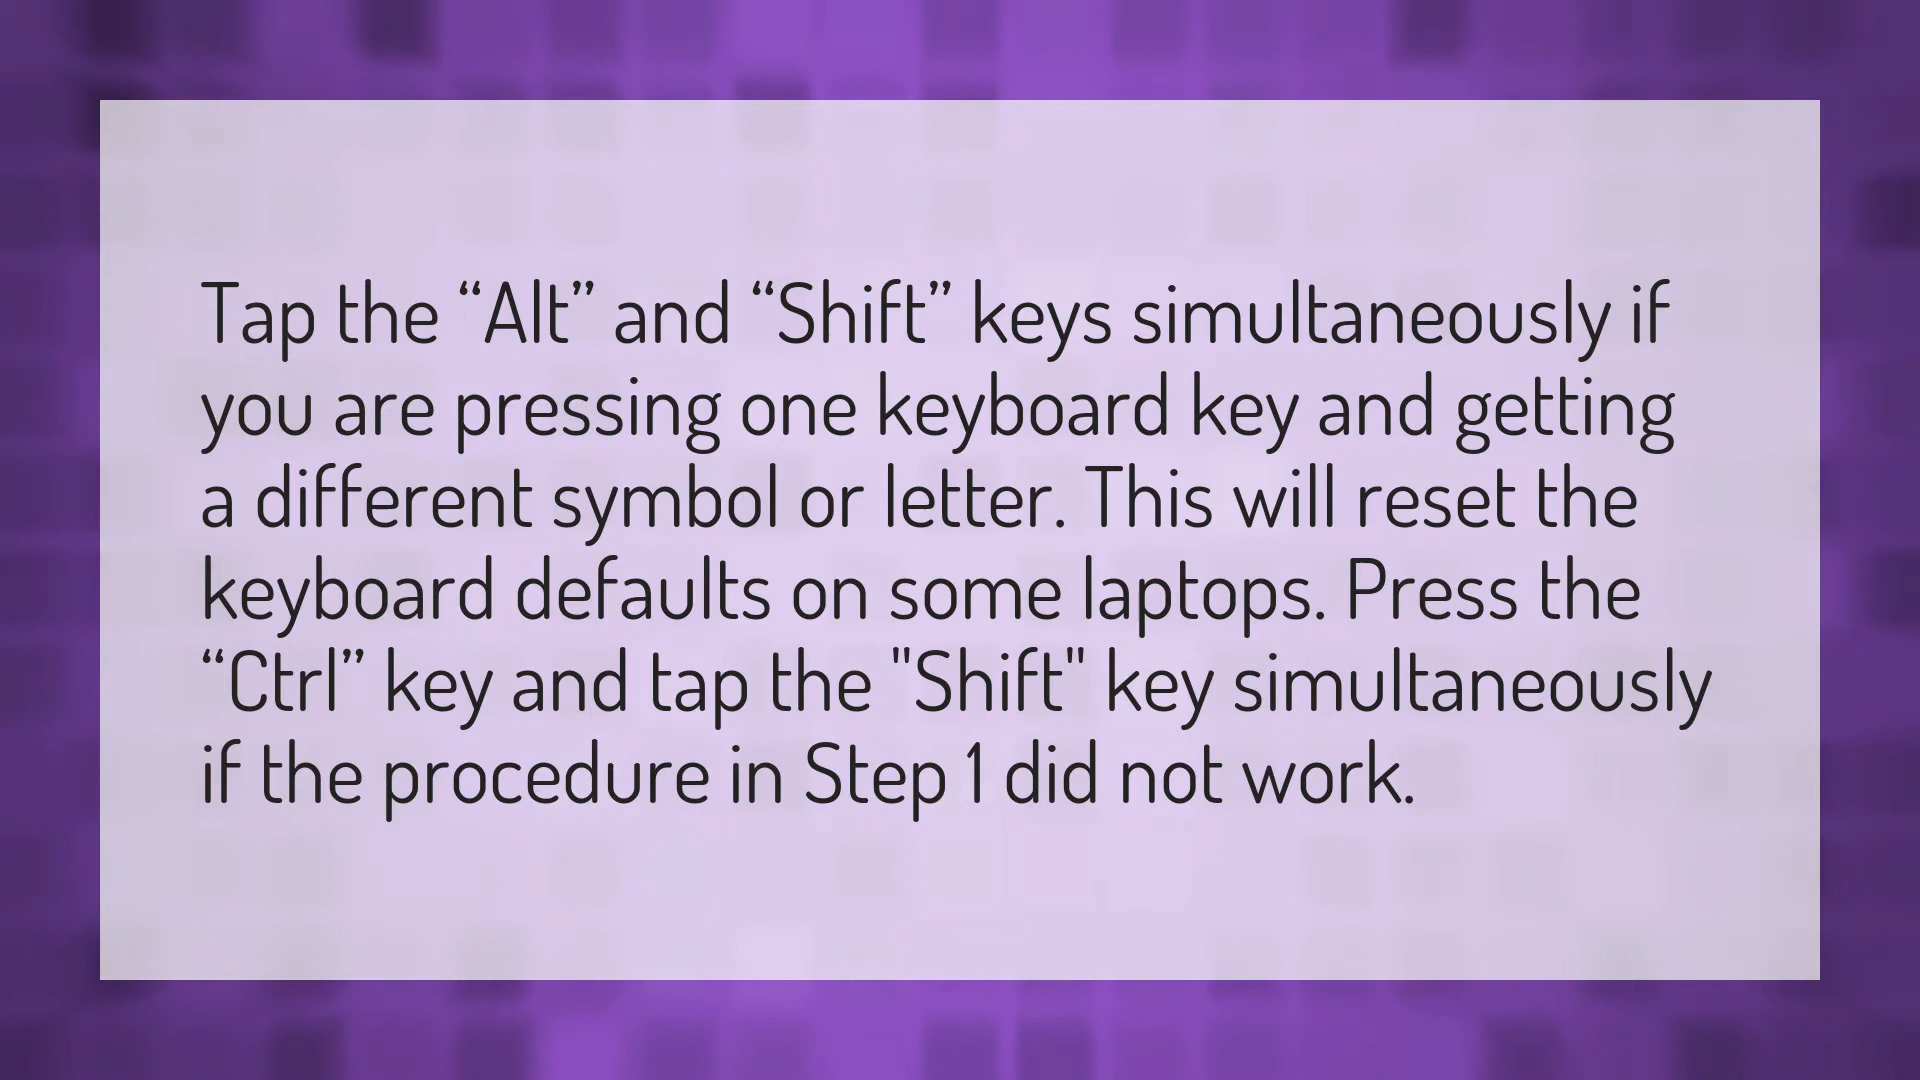 Tap the “Alt” and “Shift” keys simultaneously if
you are pressing one keyboard key and getting
a different symbol or letter. This will reset the
keyboard defaults on some laptops. Press the
“Ctrl” key and tap the "Shift" key simultaneously
if the procedure in Step 1 did not work.